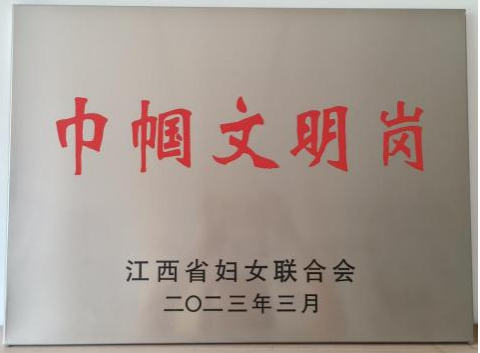 巾帼文明岗
江西省妇女联合会
二〇二三年三月